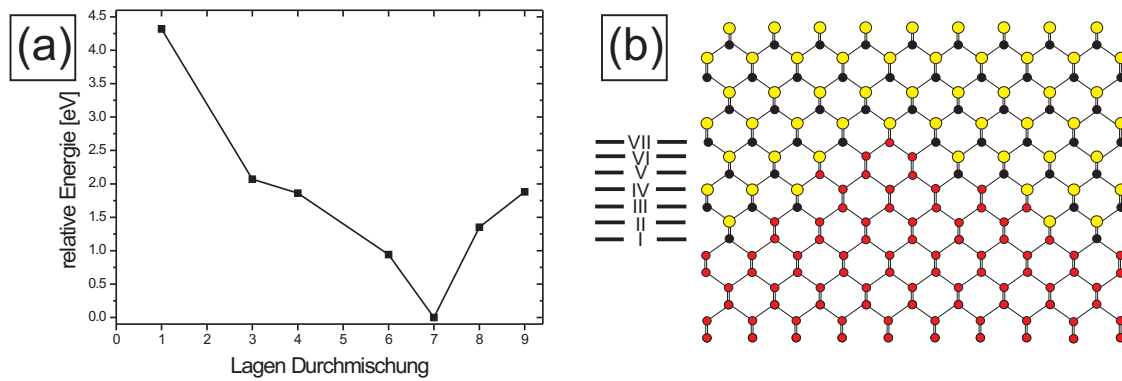 (a)
relative Energie [eV]
4.5
4.0
3.5
3.0
2.5
2.0
1.5
1.0
0.5
0.0
0 1 2 3 4 5 6 7 8 9
Lagen Durchmischung
(b)
VII
VI
V
IV
III
II
I